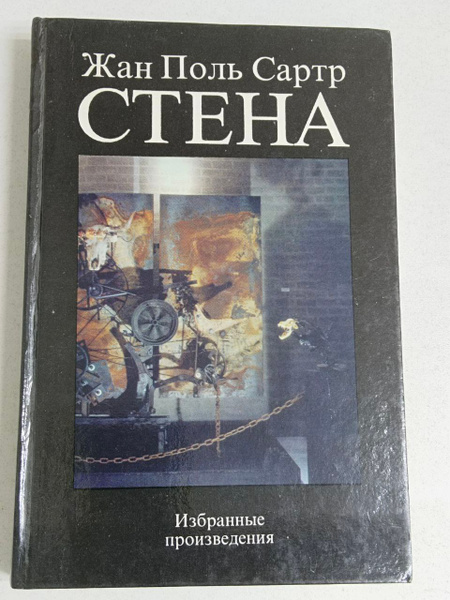 Жан Поль Сартр
СТЕНА
Избранные
произведения